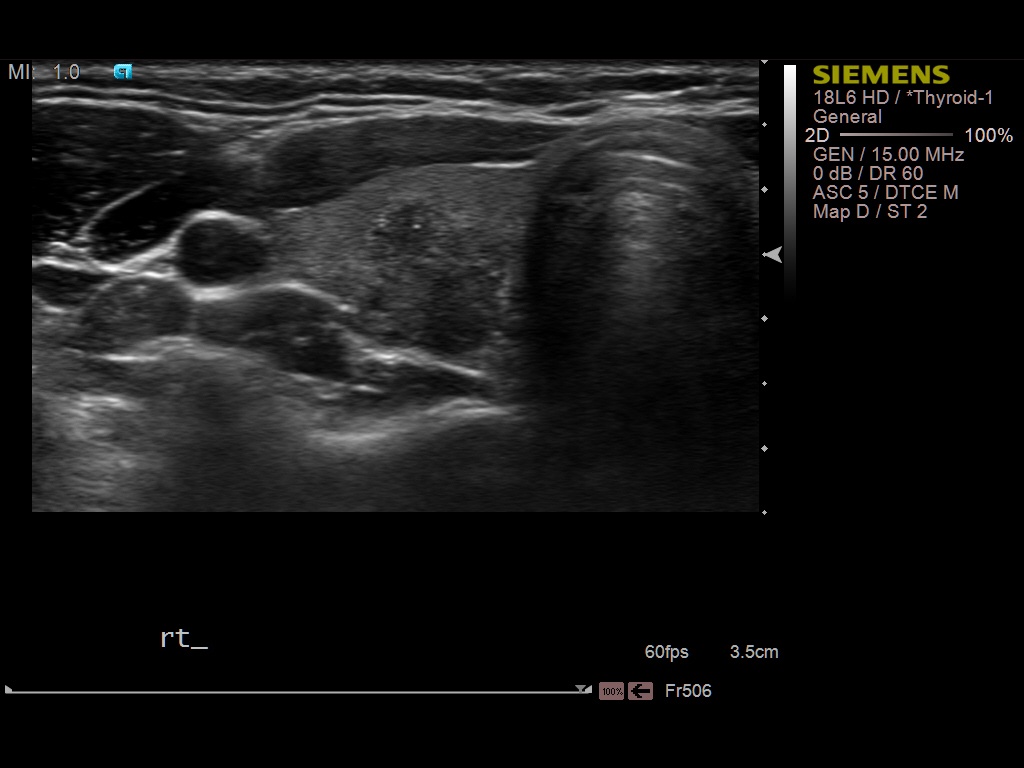 MI: 1.0
SIEMENS
18L6 HD / *Thyroid-1
General
2D 100%
GEN / 15.00 MHz
0 dB / DR 60
ASC 5 / DTCE M
Map D / ST 2
rt_
60fps 3.5cm
100% Fr506